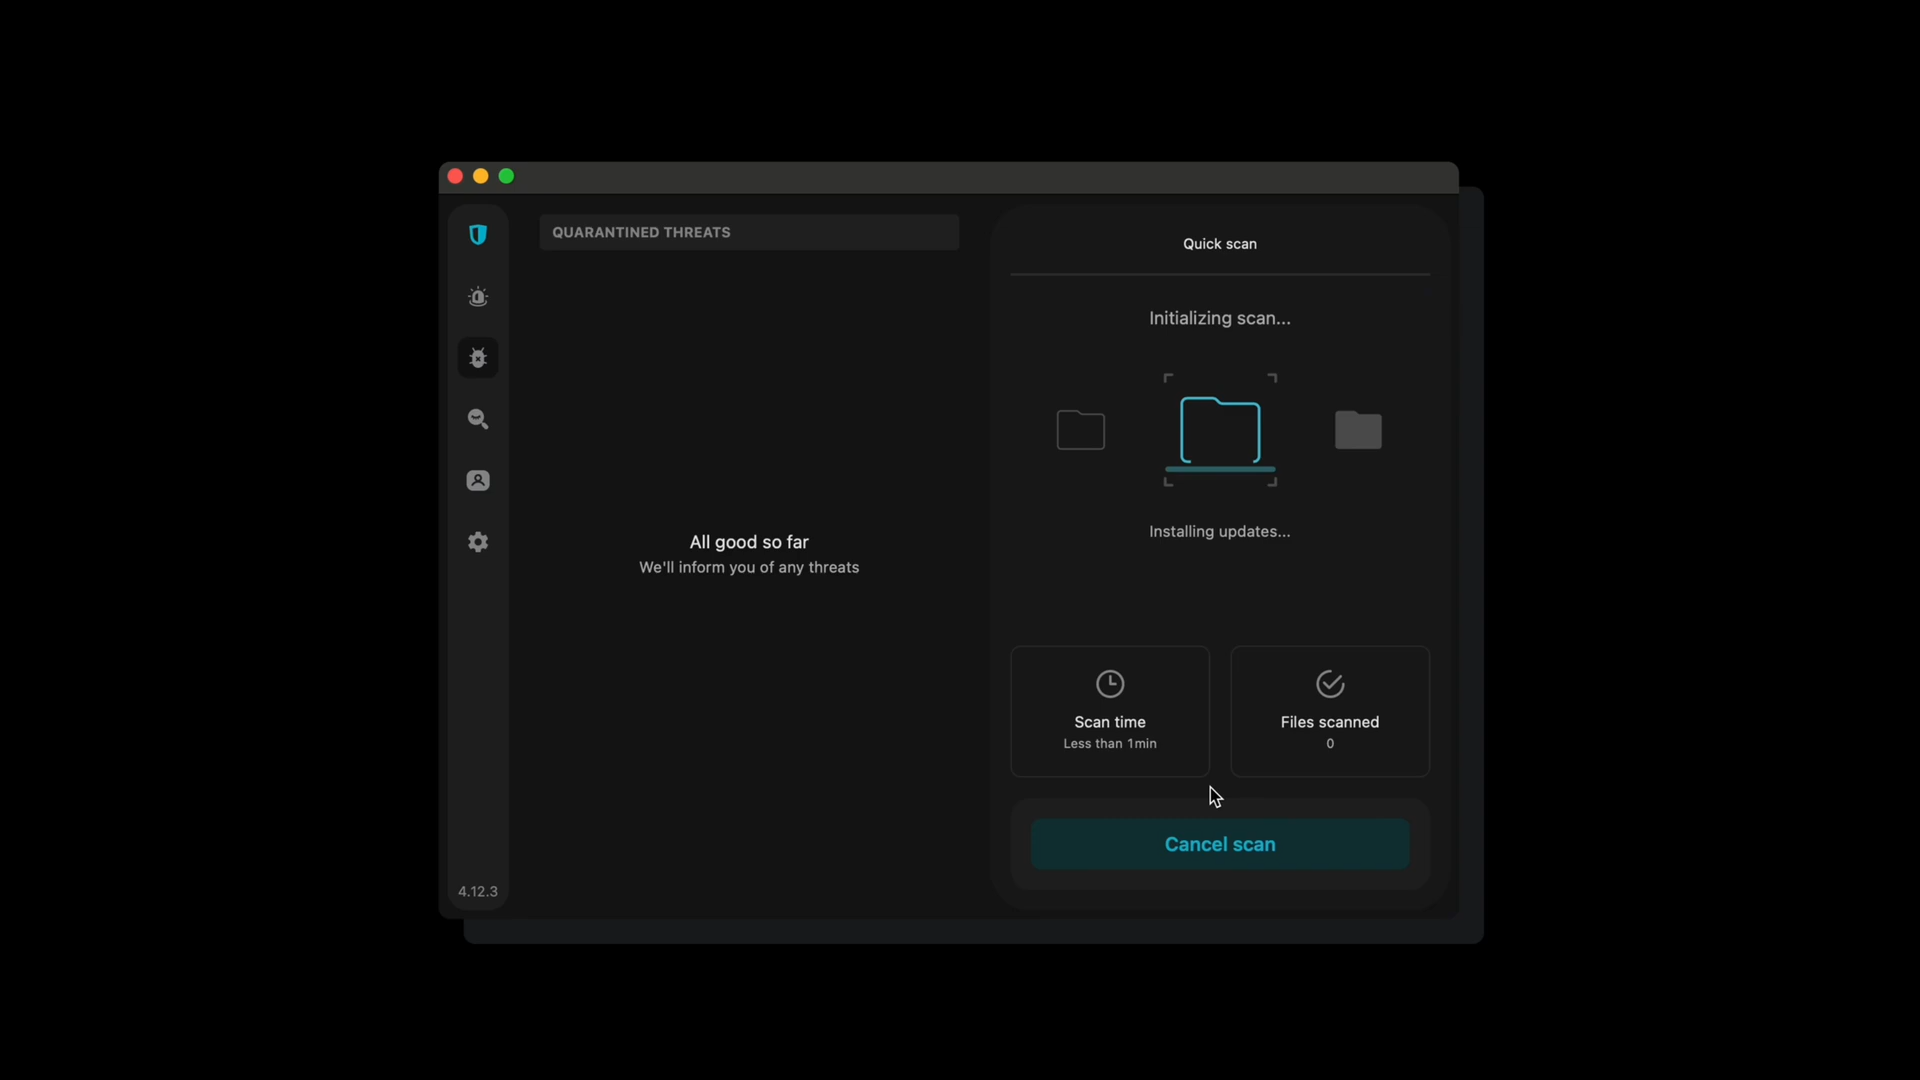 QUARANTINED THREATS
All good so far
We'll inform you of any threats
Quick scan
Initializing scan...
Installing updates...
Scan time
Less than 1min
Files scanned
0
Cancel scan
4.12.3